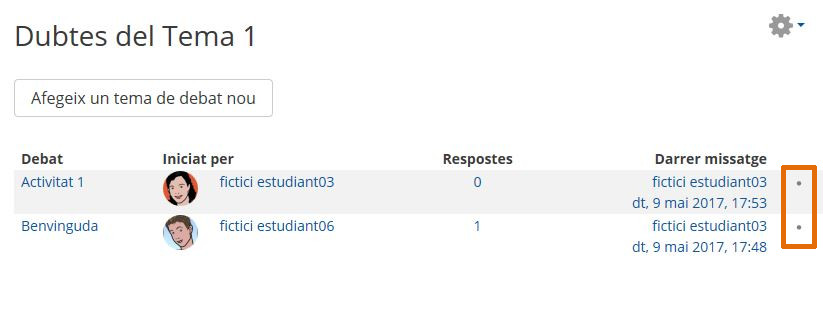 Dubtes del Tema 1
Afegeix un tema de debat nou
Debat Iniciat per Respostes Darrer missatge
Activitat 1 fictici estudiant03 0 fictici estudiant03
dt, 9 mai 2017, 17:53
Benvinguda fictici estudiant06 1 fictici estudiant03
dt, 9 mai 2017, 17:48